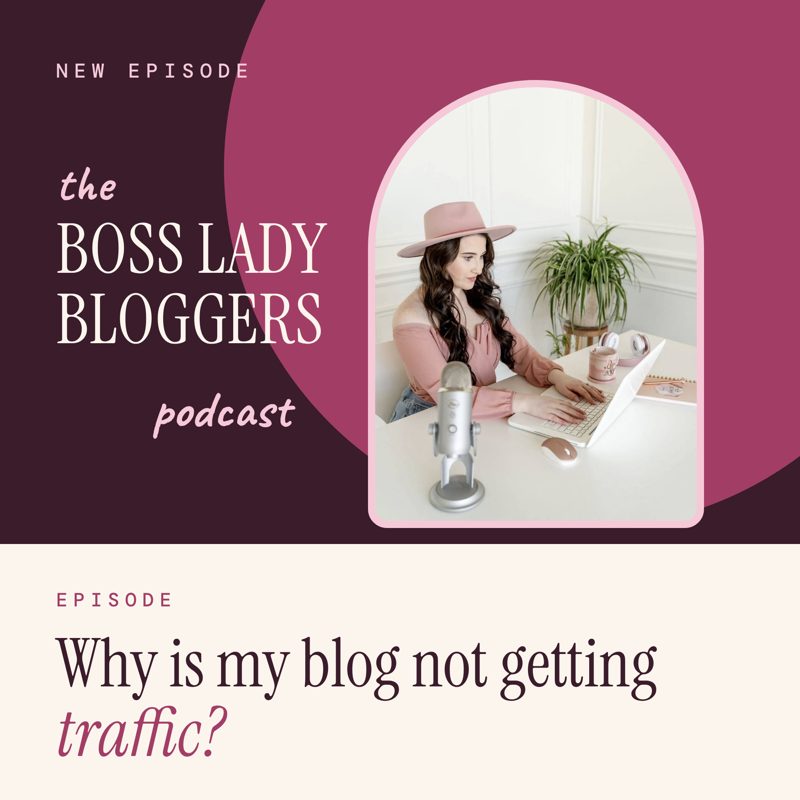 NEW EPISODE
the
BOSS LADY
BLOGGERS
podcast
EPISODE
Why is my blog not getting
traffic?